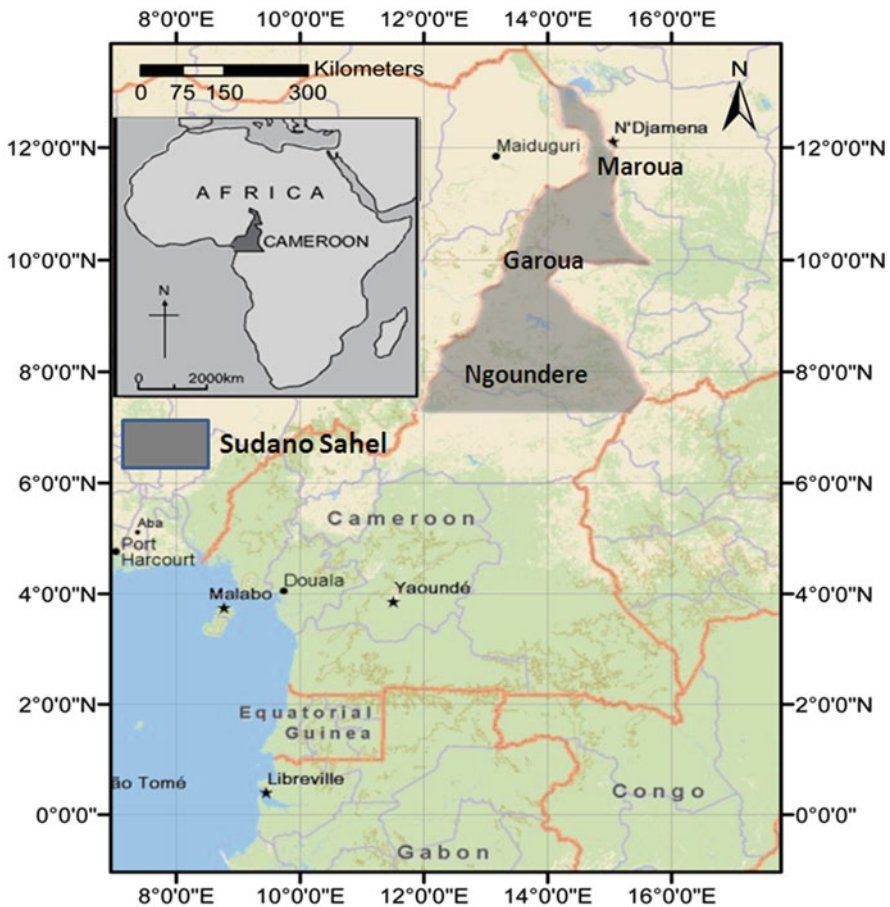 8°0'0"E 10°0'0"E 12°0'0"E 14°0'0"E 16°0'0"E
Kilometers
0 75 150 300
N
N'Djamena
Maiduguri
12°0'0"N 12°0'0"N
Maroua
AFRICA
CAMEROON
10°0'0"N 10°0'0"N
Garoua
N
8°0'0"N 8°0'0"N
Ngoundere
0 2000km
Sudano Sahel
6°0'0"N 6°0'0"N
Cameroon
Aba
Port
Harcourt
4°0'0"N 4°0'0"N
Malabo Douala Yaoundé
2°0'0"N 2°0'0"N
Equatorial
Guinea
ão Tomé Libreville
Congo
0°0'0" 0°0'0"
Gabon
8°0'0"E 10°0'0"E 12°0'0"E 14°0'0"E 16°0'0"E